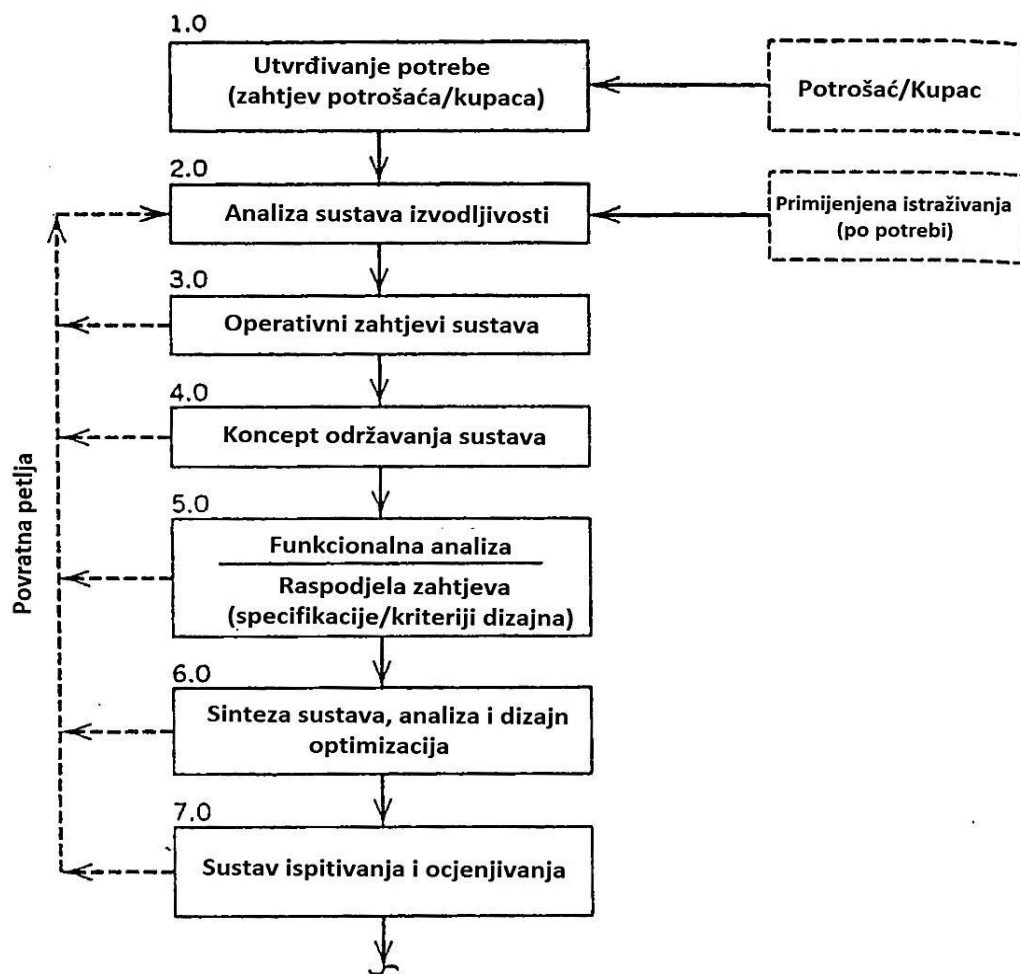 1.0
Utvrđivanje potrebe
(zahtjev potrošaća/kupaca)
Potrošać/Kupac
2.0
Analiza sustava izvodljivosti
Primijenjena istraživanja
(po potrebi)
3.0
Operativni zahtjevi sustava
4.0
Koncept održavanja sustava
5.0
Funkcionalna analiza
Raspodjela zahtjeva
(specifikacije/kriteriji dizajna)
6.0
Sinteza sustava, analiza i dizajn
optimizacija
7.0
Sustav ispitivanja i ocjenjivanja
Povratna petlja